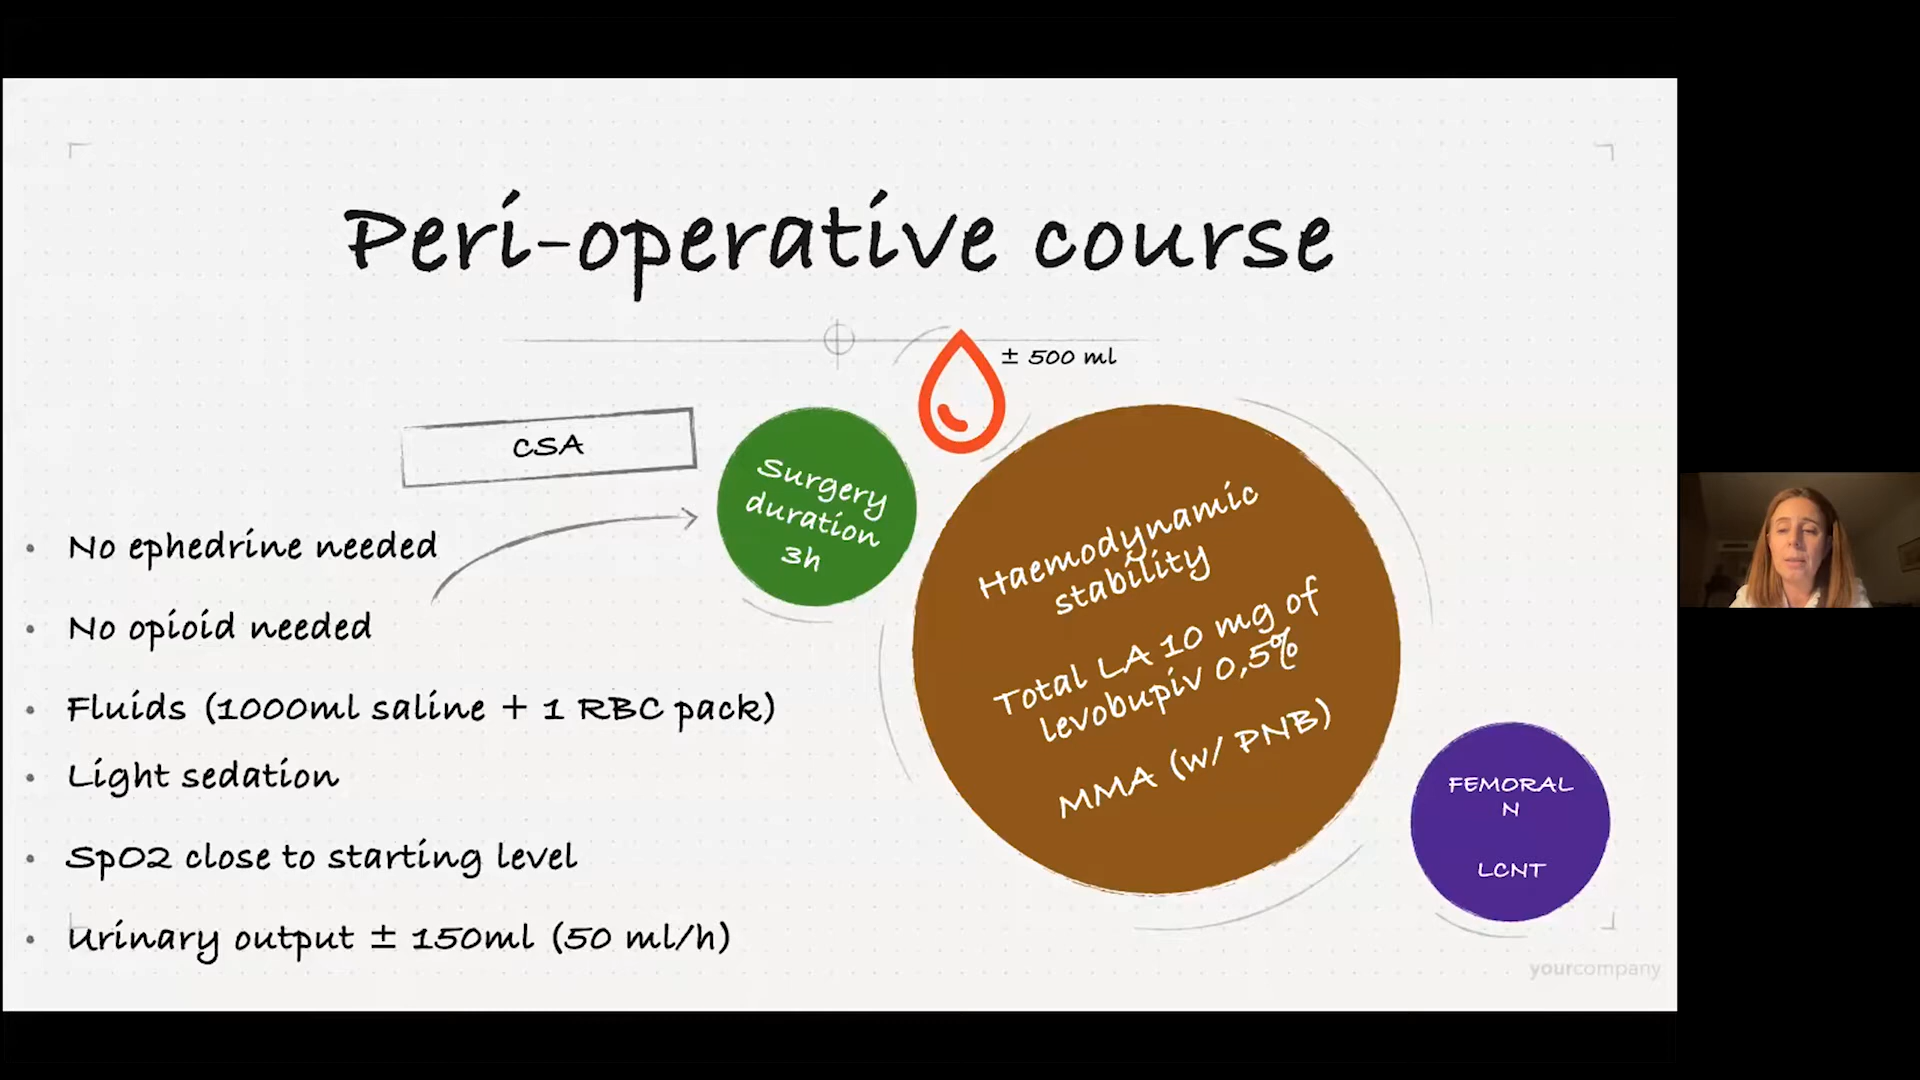 Peri-operative course
± 500 ml
CSA
Surgery
duration
3h
No ephedrine needed
No opioid needed
Fluids (1000ml saline + 1 RBC pack)
Light sedation
SpO2 close to starting level
Urinary output ± 150ml (50 ml/h)
Haemodynamic
stability
Total LA 10 mg of
levobupiv 0,5%
MMA (w/ PNB)
FEMORAL
N
LCNT
yourcompany